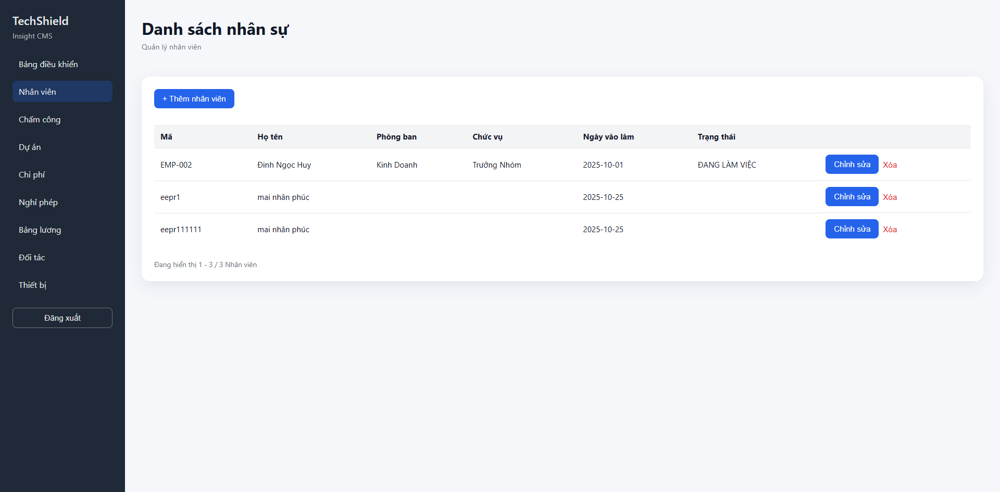 TechShield
Insight CMS
Bảng điều khiển
Nhân viên
Chấm công
Dự án
Chi phí
Nghỉ phép
Bảng lương
Đối tác
Thiết bị
Đăng xuất
Danh sách nhân sự
Quản lý nhân viên
+ Thêm nhân viên
Mã Họ tên Phòng ban Chức vụ Ngày vào làm Trạng thái
EMP-002 Đinh Ngọc Huy Kinh Doanh Trưởng Nhóm 2025-10-01 ĐANG LÀM VIỆC Chỉnh sửa Xóa
eepr1 mai nhân phúc 2025-10-25 Chỉnh sửa Xóa
eepr111111 mai nhân phúc 2025-10-25 Chỉnh sửa Xóa
Đang hiển thị 1 - 3 / 3 Nhân viên